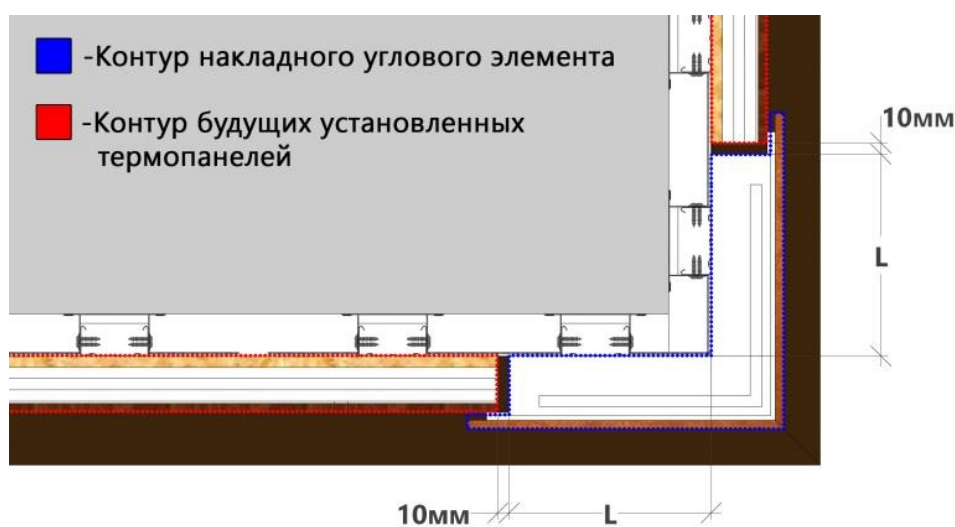 -Контур накладного углового элемента
-Контур будущих установленных
термопанелей
10мм
L
10мм
L